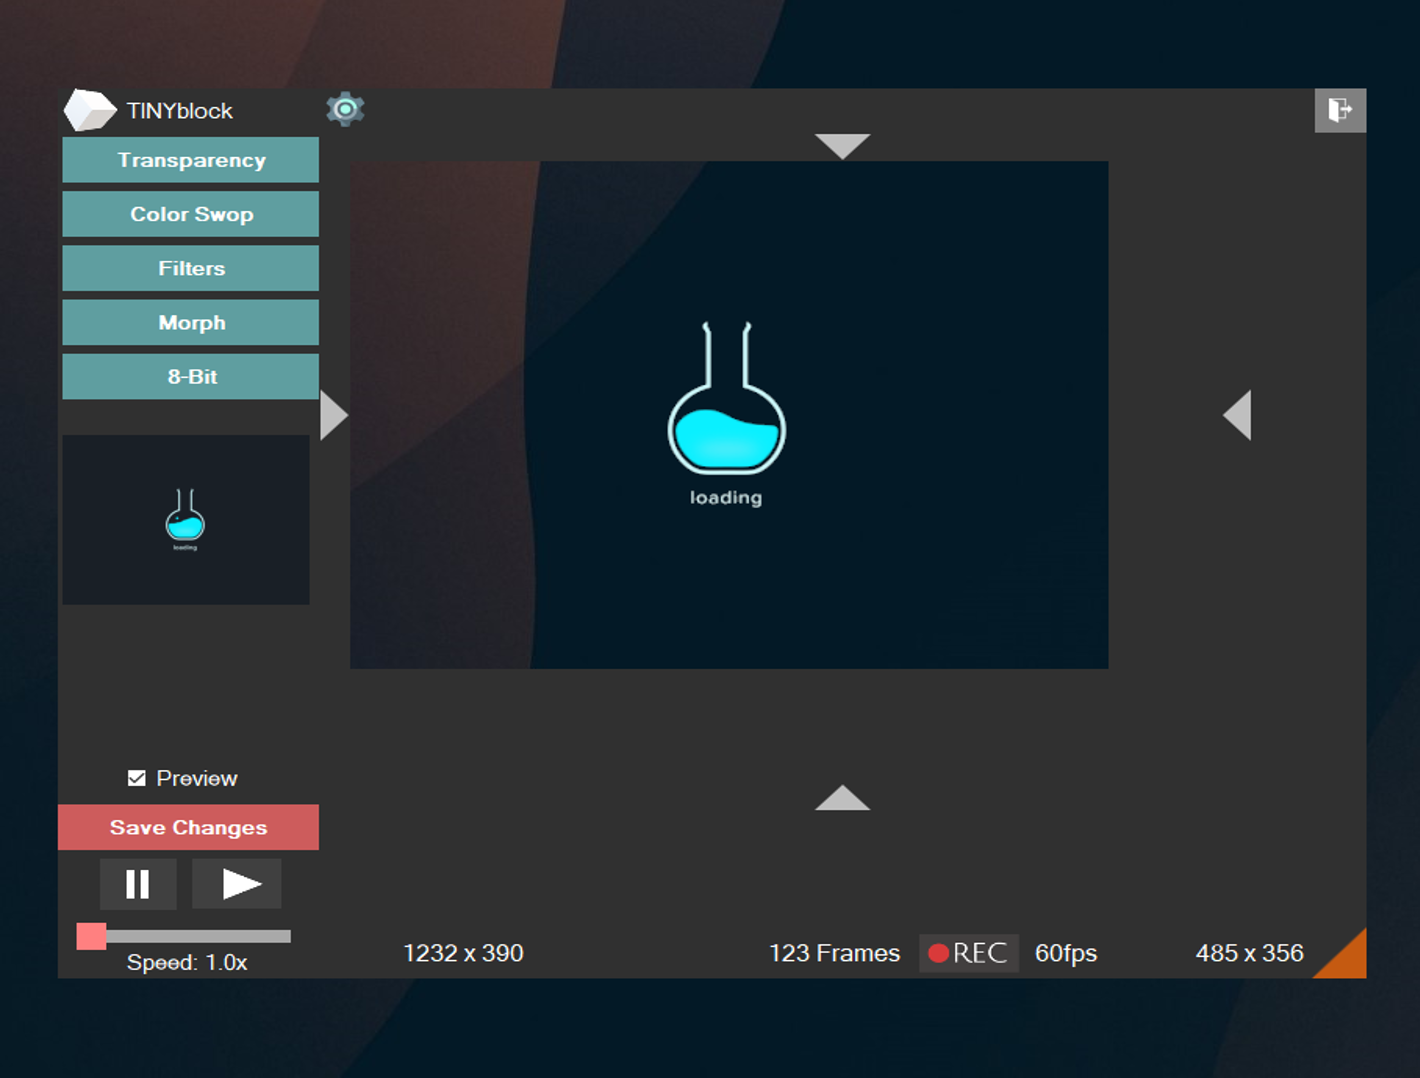 TINYblock
Transparency
Color Swop
Filters
Morph
8-Bit
loading
loading
Preview
Save Changes
Speed: 1.0x
1232 x 390
123 Frames
REC
60fps
485 x 356